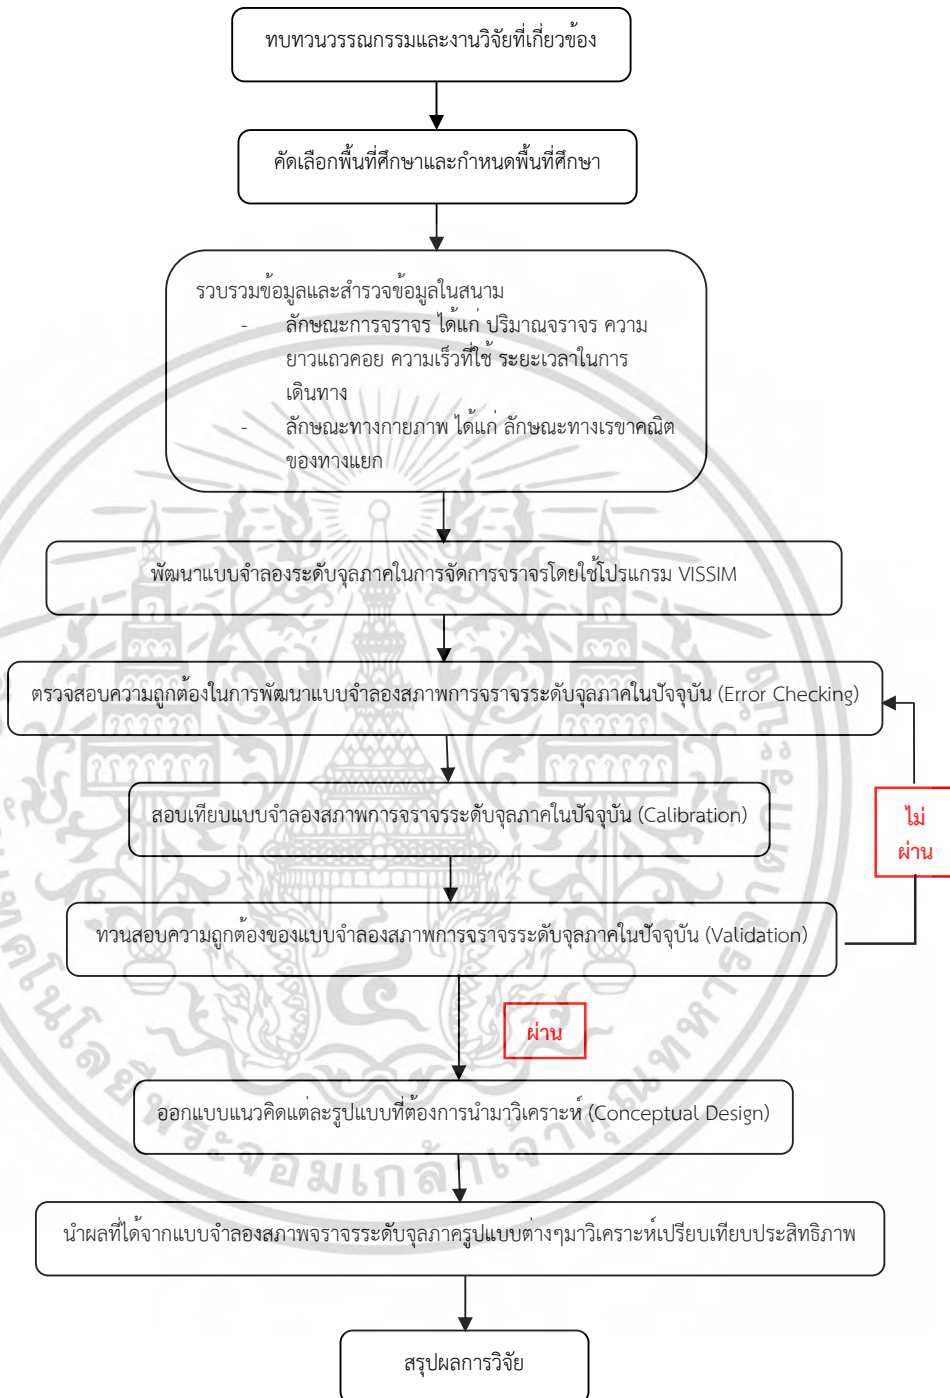 ทบทวนวรรณกรรมและงานวิจัยที่เกี่ยวข้อง
คัดเลือกพื้นที่ศึกษาและกำหนดพื้นที่ศึกษา
รวบรวมข้อมูลและสำรวจข้อมูลในสนาม
- ลักษณะการจราจร ได้แก่ ปริมาณจราจร ความ
ยาวแถวคอย ความเร็วที่ใช้ ระยะเวลาในการ
เดินทาง
- ลักษณะทางกายภาพ ได้แก่ ลักษณะทางเรขาคณิต
ของทางแยก
พัฒนาแบบจำลองระดับจุลภาคในการจัดการจราจรโดยใช้โปรแกรม VISSIM
ตรวจสอบความถูกต้องในการพัฒนาแบบจำลองสภาพการจราจรระดับจุลภาคในปัจจุบัน (Error Checking)
สอบเทียบแบบจำลองสภาพการจราจรระดับจุลภาคในปัจจุบัน (Calibration)
ไม่
ผ่าน
ทวนสอบความถูกต้องของแบบจำลองสภาพการจราจรระดับจุลภาคในปัจจุบัน (Validation)
ผ่าน
ออกแบบแนวคิดแต่ละรูปแบบที่ต้องการนำมาวิเคราะห์ (Conceptual Design)
นำผลที่ได้จากแบบจำลองสภาพจราจรระดับจุลภาครูปแบบต่างๆมาวิเคราะห์เปรียบเทียบประสิทธิภาพ
สรุปผลการวิจัย